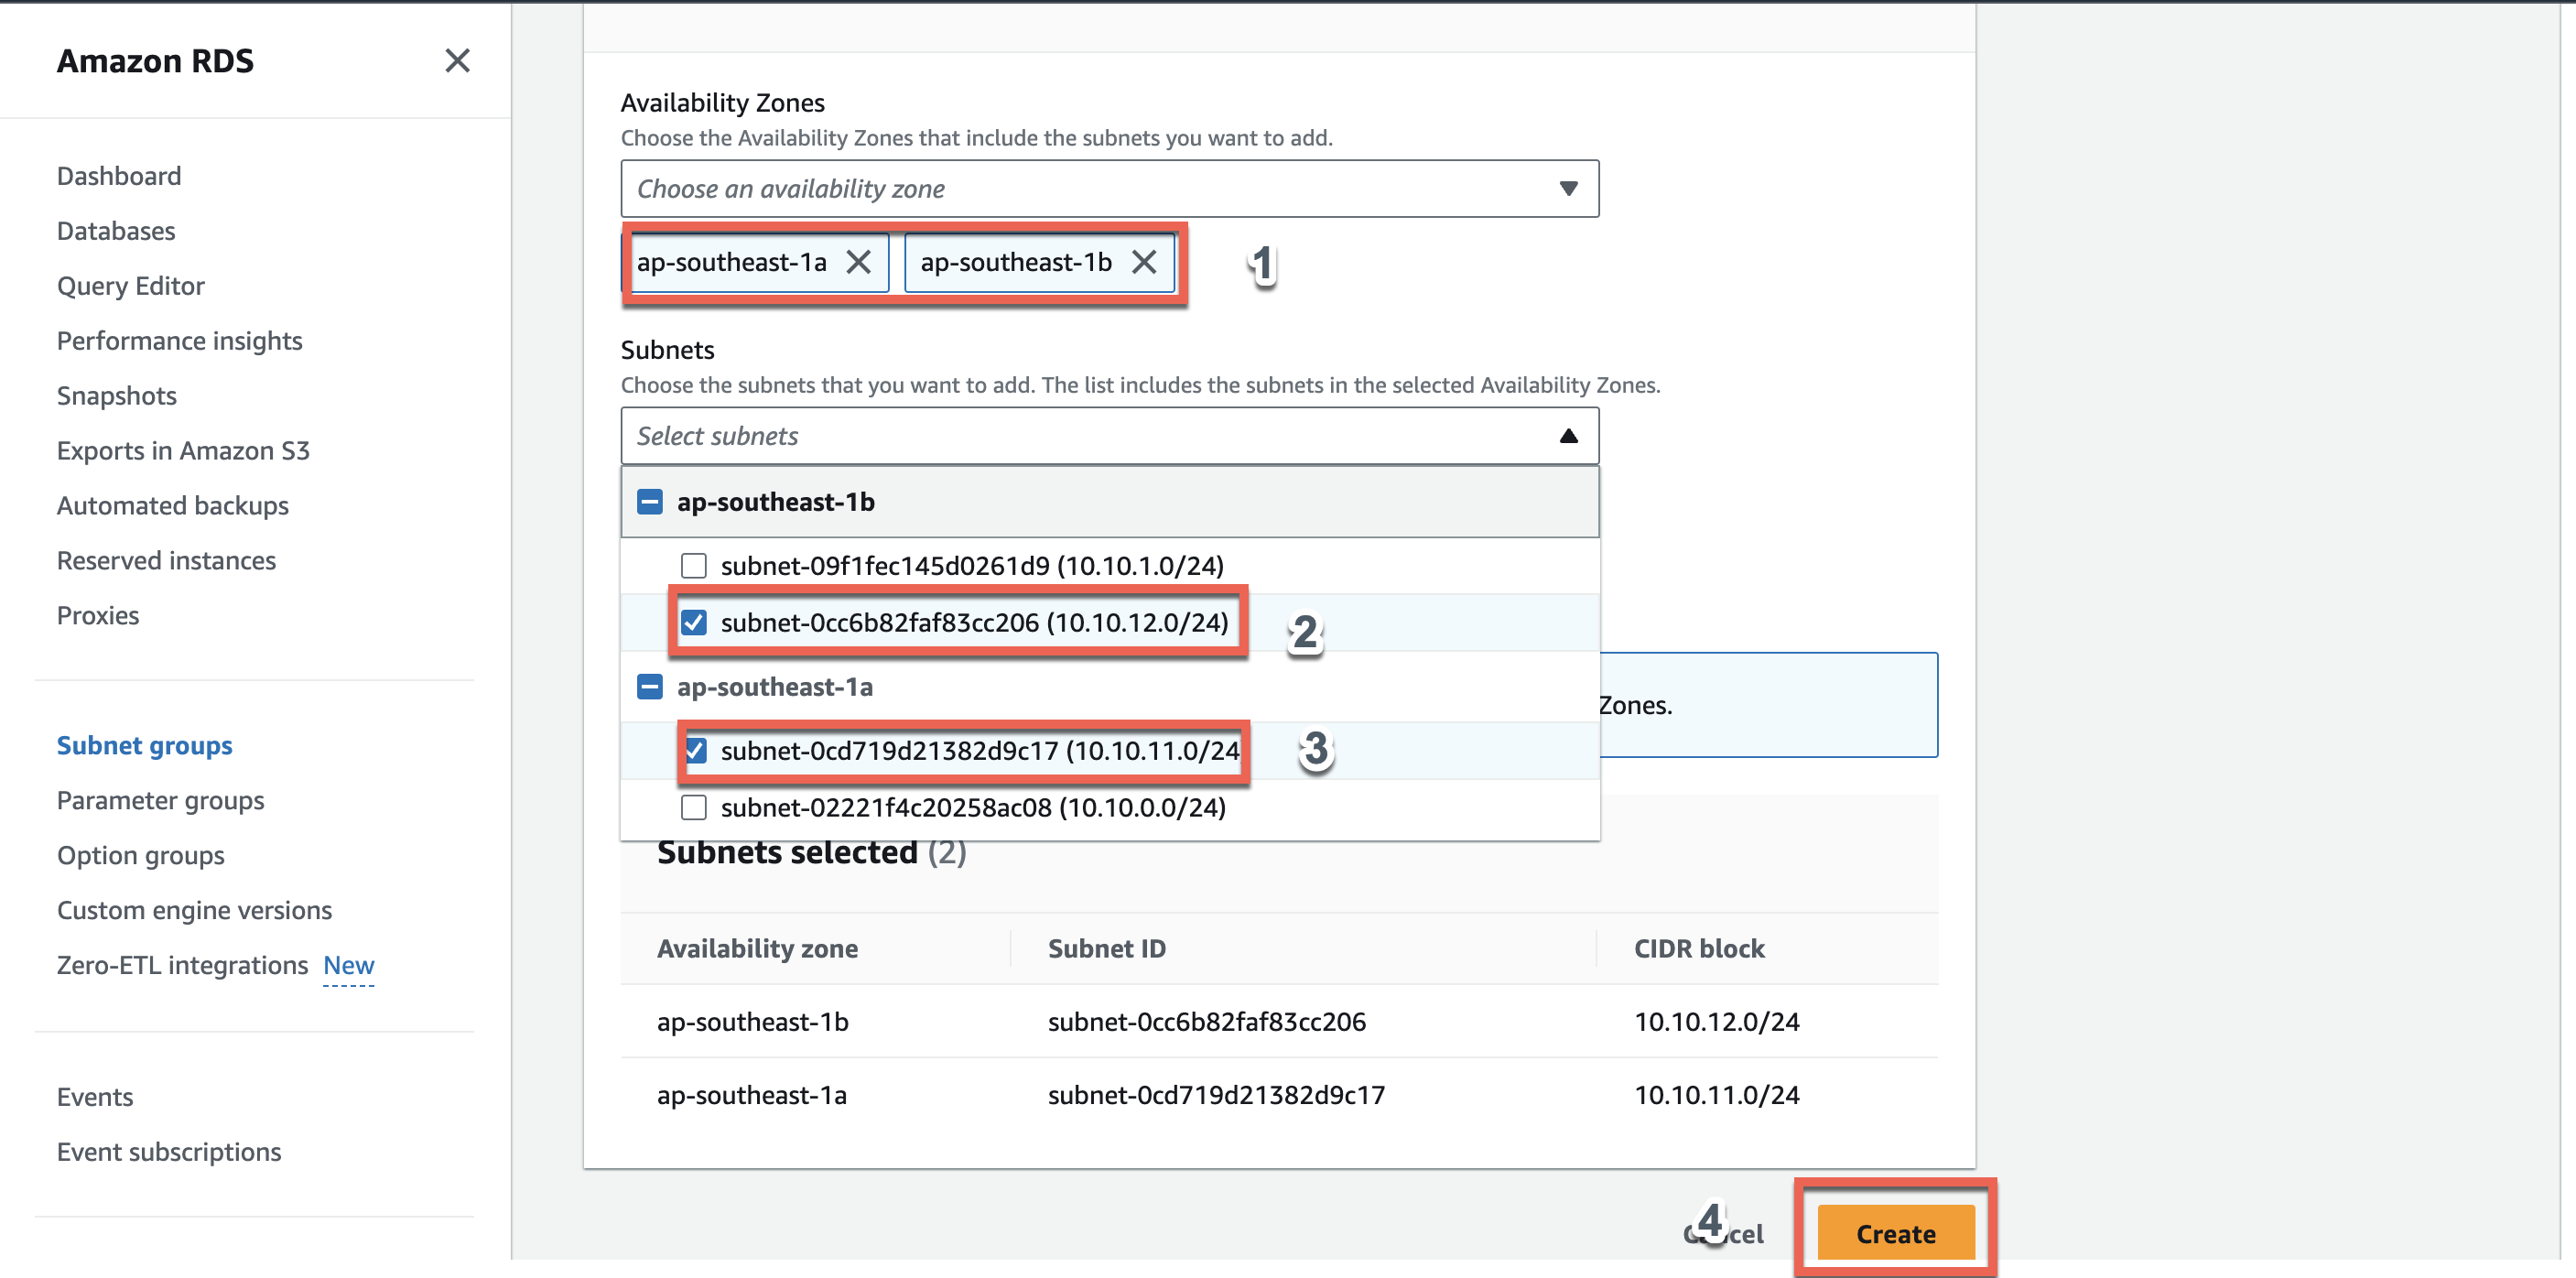 Amazon RDS
Dashboard
Databases
Query Editor
Performance insights
Snapshots
Exports in Amazon S3
Automated backups
Reserved instances
Proxies
Subnet groups
Parameter groups
Option groups
Custom engine versions
Zero-ETL integrations New
Events
Event subscriptions
Availability Zones
Choose the Availability Zones that include the subnets you want to add.
Choose an availability zone
ap-southeast-1a ap-southeast-1b 1
Subnets
Choose the subnets that you want to add. The list includes the subnets in the selected Availability Zones.
Select subnets
ap-southeast-1b
subnet-09f1fec145d0261d9 (10.10.1.0/24)
subnet-0cc6b82faf83cc206 (10.10.12.0/24) 2
ap-southeast-1a
Zones.
subnet-0cd719d21382d9c17 (10.10.11.0/24 3
subnet-02221f4c20258ac08 (10.10.0.0/24)
Subnets selected (2)
Availability zone Subnet ID CIDR block
ap-southeast-1b subnet-0cc6b82faf83cc206 10.10.12.0/24
ap-southeast-1a subnet-0cd719d21382d9c17 10.10.11.0/24
4 Cancel Create